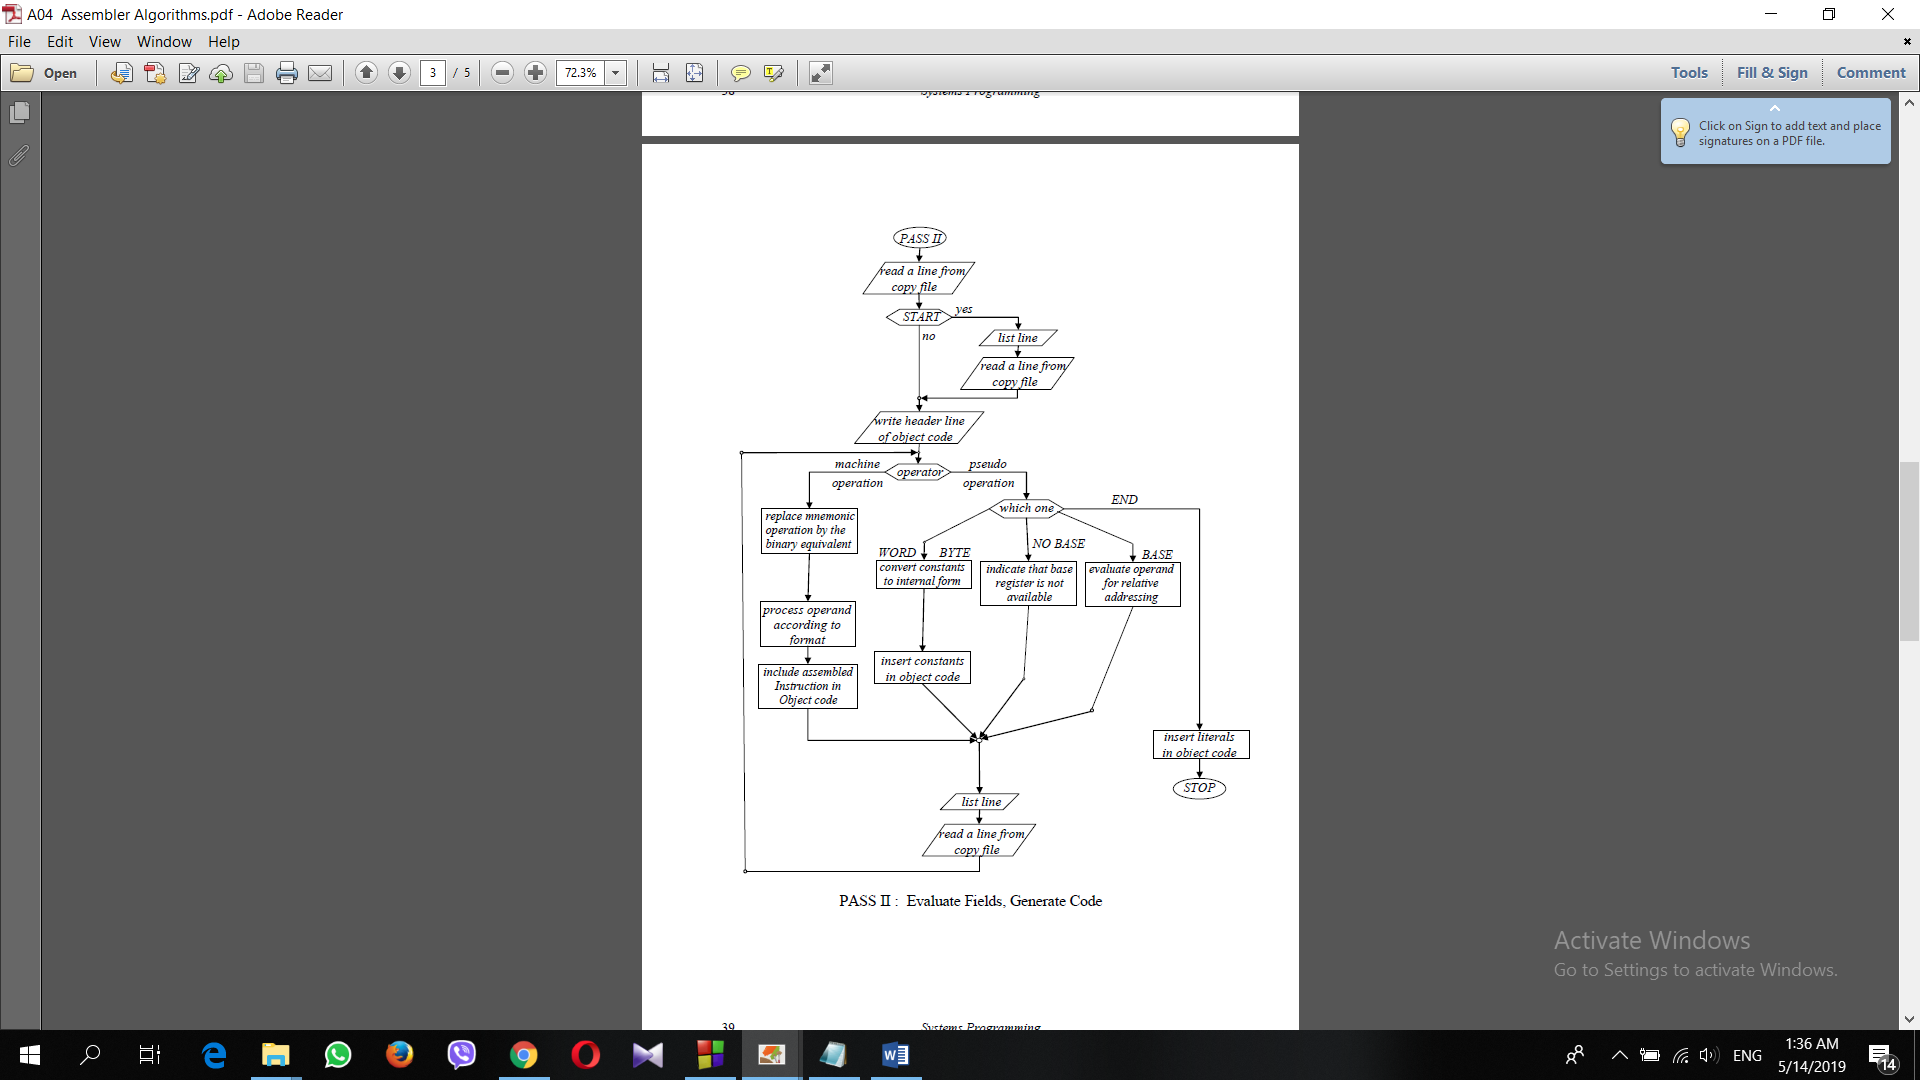 A04  Assembler Algorithms.pdf - Adobe Reader
File Edit View Window Help
Open
3 / 5
72.3%
Tools
Fill & Sign
Comment
Click on Sign to add text and place
signatures on a PDF file.
Systems Programming
PASS II
read a line from
copy file
START
yes
no
list line
read a line from
copy file
write header line
of object code
machine
operation
operator
pseudo
operation
which one
END
replace mnemonic
operation by the
binary equivalent
WORD BYTE
NO BASE
BASE
convert constants
to internal form
indicate that base
register is not
available
evaluate operand
for relative
addressing
process operand
according to
format
include assembled
Instruction in
Object code
insert constants
in object code
insert literals
in object code
STOP
list line
read a line from
copy file
PASS II :  Evaluate Fields, Generate Code
Activate Windows
Go to Settings to activate Windows.
39
Systems Programming
ENG
1:36 AM
5/14/2019
14